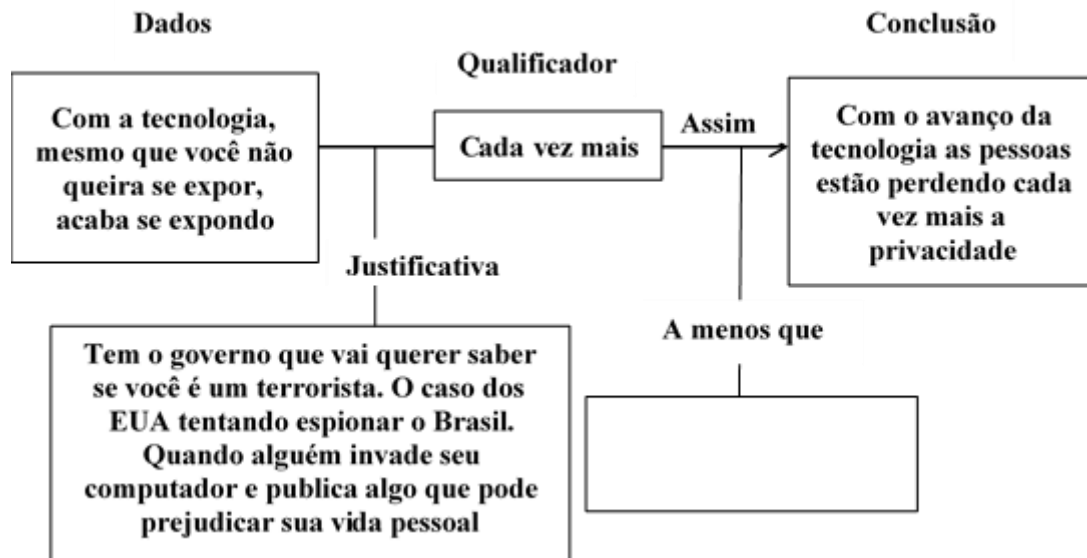 Dados
Conclusão
Qualificador
Com a tecnologia,
mesmo que você não
queira se expor,
acaba se expondo
Cada vez mais
Assim
Com o avanço da
tecnologia as pessoas
estão perdendo cada
vez mais a
privacidade
Justificativa
A menos que
Tem o governo que vai querer saber
se você é um terrorista. O caso dos
EUA tentando espionar o Brasil.
Quando alguém invade seu
computador e publica algo que pode
prejudicar sua vida pessoal